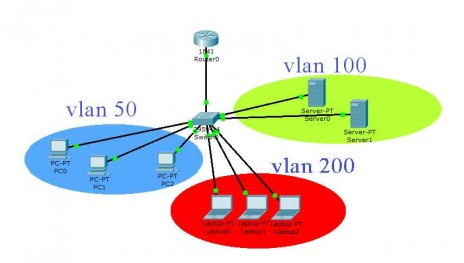 1841
Router0
vlan 100
Server-PT
Server0
Server-PT
Server1
vlan 50
PC-PT
PC0
PC-PT
PC1
PC-PT
PC2
vlan 200
Laptop-PT
Laptop0
Laptop-PT
Laptop1
Laptop-PT
Laptop2